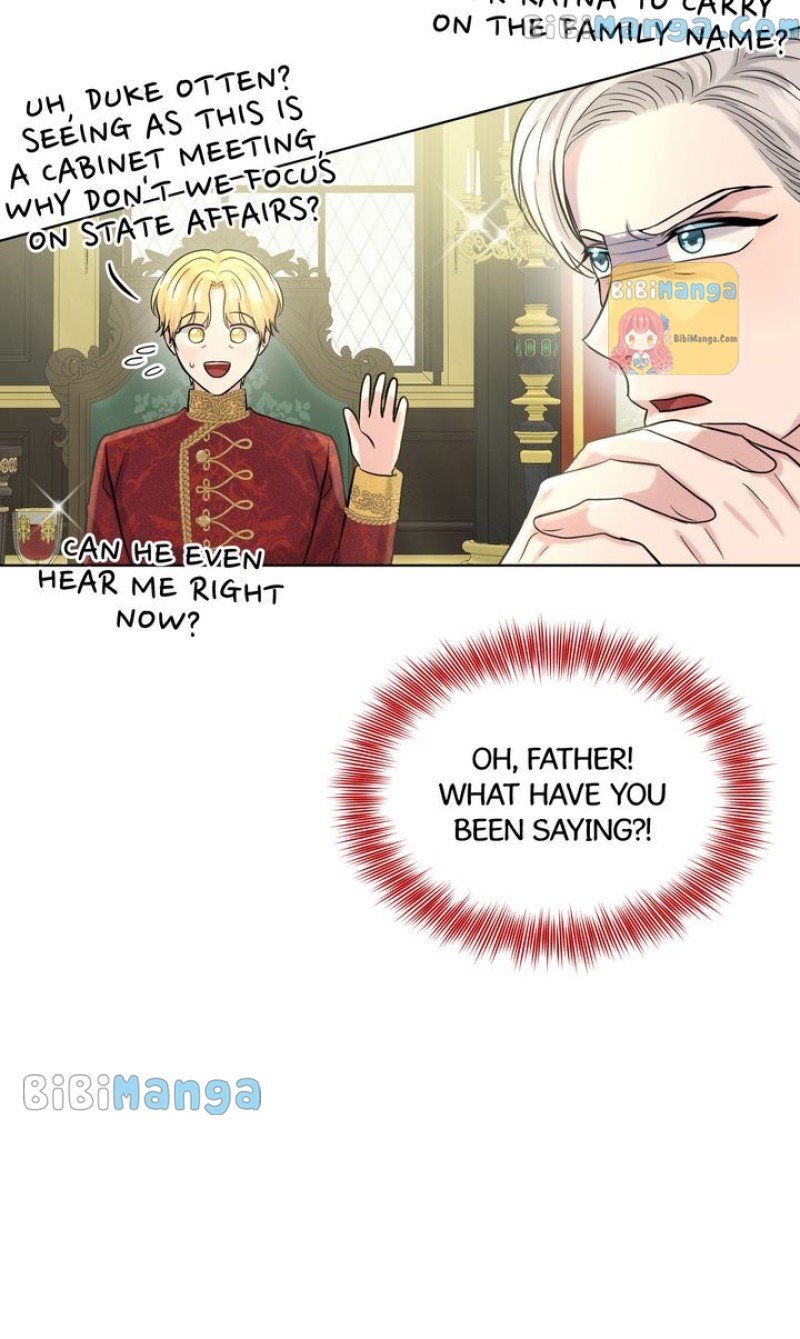 ON THE FAMILY NAME?
BiBiManga.Com
UH, DUKE OTTEN?
SEEING AS THIS IS
A CABINET MEETING,
WHY DON'T WE FOCUS
ON STATE AFFAIRS?
BiBiManga
BibiManga.Com
CAN HE EVEN
HEAR ME RIGHT
NOW?
OH, FATHER!
WHAT HAVE YOU
BEEN SAYING?!
BiBiManga